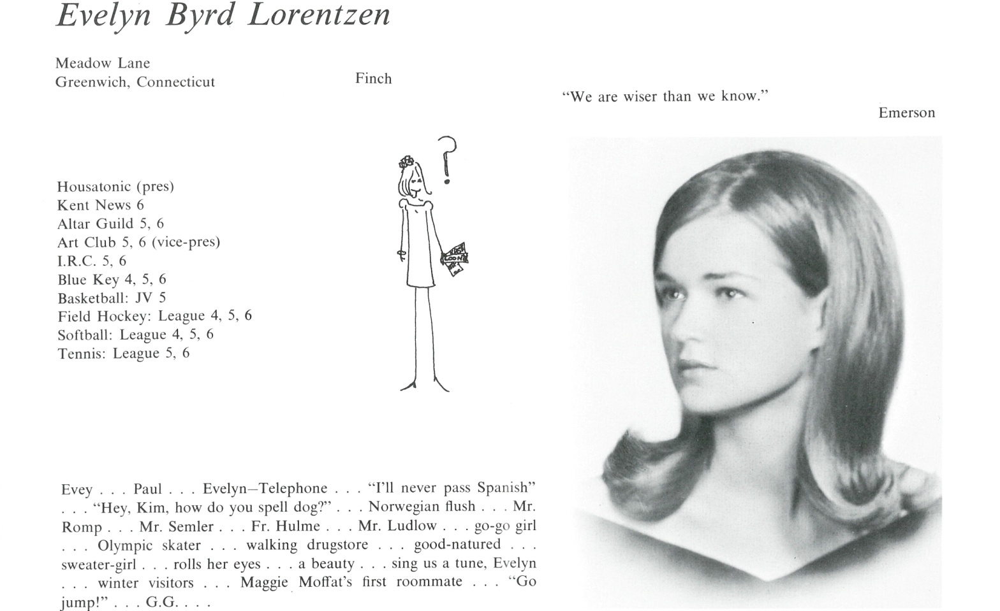 Evelyn Byrd Lorentzen
Meadow Lane
Greenwich, Connecticut
Finch
“We are wiser than we know.”
Emerson
?
Housatonic (pres)
Kent News 6
Altar Guild 5, 6
Art Club 5, 6 (vice-pres)
I.R.C. 5, 6
Blue Key 4, 5, 6
Basketball: JV 5
Field Hockey: League 4, 5, 6
Softball: League 4, 5, 6
Tennis: League 5, 6
Evey . . . Paul . . . Evelyn—Telephone . . . “I’ll never pass Spanish”
. . . “Hey, Kim, how do you spell dog?” . . . Norwegian flush . . . Mr.
Romp . . . Mr. Semler . . . Fr. Hulme . . . Mr. Ludlow . . . go-go girl
. . . Olympic skater . . . walking drugstore . . . good-natured . . .
sweater-girl . . . rolls her eyes . . . a beauty . . . sing us a tune, Evelyn
. . . winter visitors . . . Maggie Moffat’s first roommate . . . “Go
jump!” . . . G.G. . . .